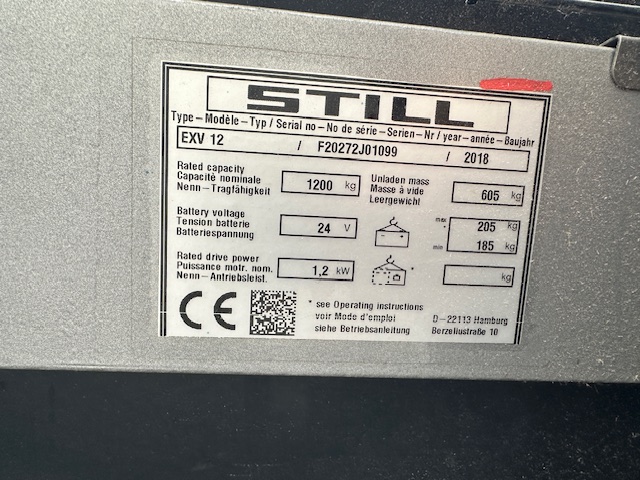 STILL
Type – Modèle – Typ / Serial no – No de série – Serien – Nr / year – année – Baujahr
EXV 12 / F20272J01099 / 2018
Rated capacity
Capacité nominale
Nenn – Tragfähigkeit
1200 kg
Unladen mass
Masse à vide
Leergewicht
605 kg
Battery voltage
Tension batterie
Batteriespannung
24 V
max 205 kg
*
min 185 kg
Rated drive power
Puissance motr. nom.
Nenn – Antriebsleist.
1,2 kW
*
kg
CE
* see Operating instructions
voir Mode d'emploi
siehe Betriebsanleitung
D – 22113 Hamburg
Berzeliusstraße 10